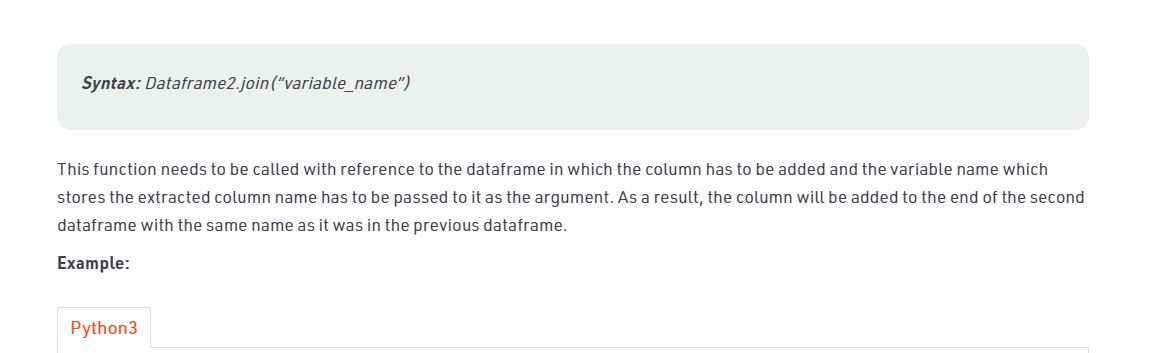 Syntax: Dataframe2.join(“variable_name”)
This function needs to be called with reference to the dataframe in which the column has to be added and the variable name which
stores the extracted column name has to be passed to it as the argument. As a result, the column will be added to the end of the second
dataframe with the same name as it was in the previous dataframe.
Example:
Python3